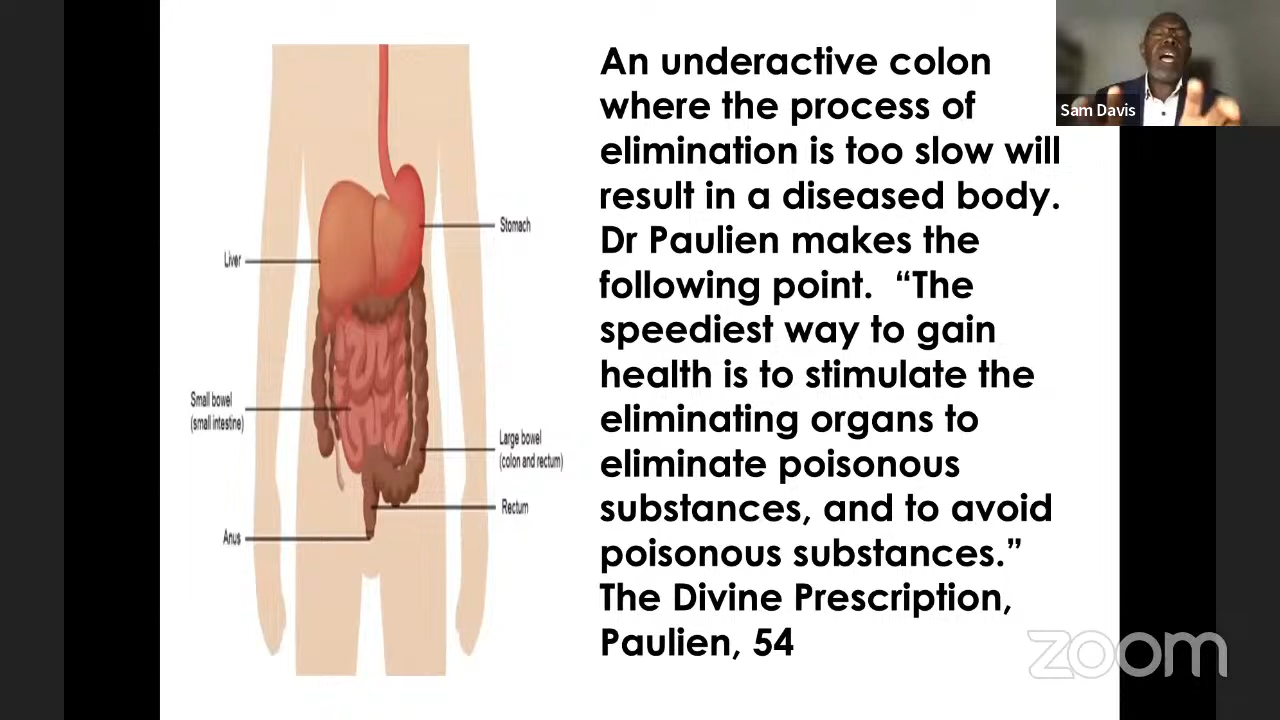 An underactive colon
where the process of
elimination is too slow will
result in a diseased body.
Dr Paulien makes the
following point.  “The
speediest way to gain
health is to stimulate the
eliminating organs to
eliminate poisonous
substances, and to avoid
poisonous substances.”
The Divine Prescription,
Paulien, 54
Stomach
Liver
Small bowel
(small intestine)
Large bowel
(colon and rectum)
Rectum
Anus
Sam Davis
zoom